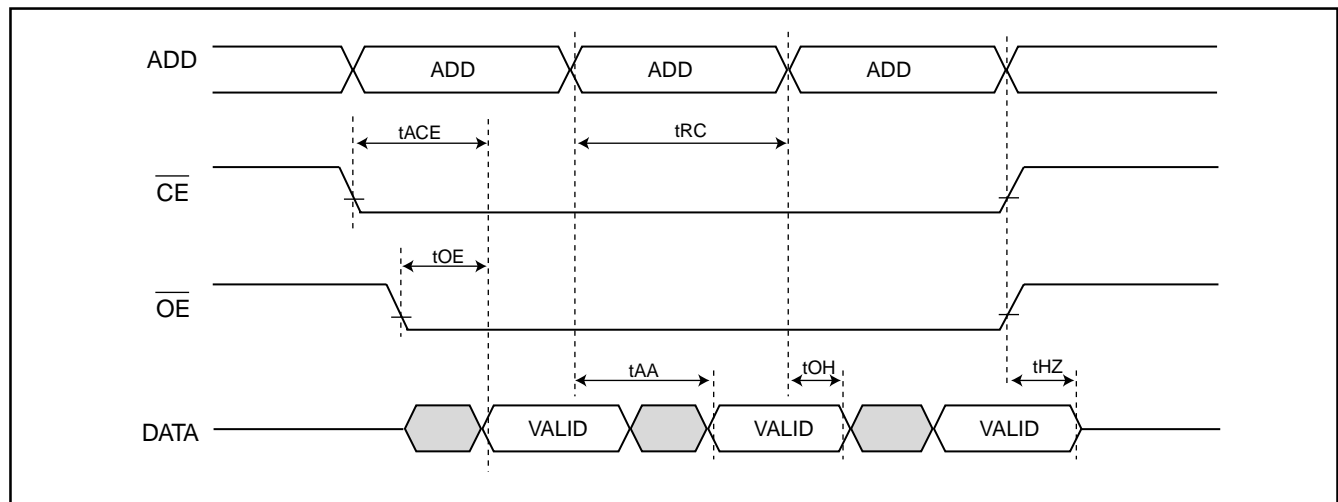 ADD ADD ADD ADD
tACE tRC
CE
tOE
OE
tAA tOH tHZ
DATA VALID VALID VALID